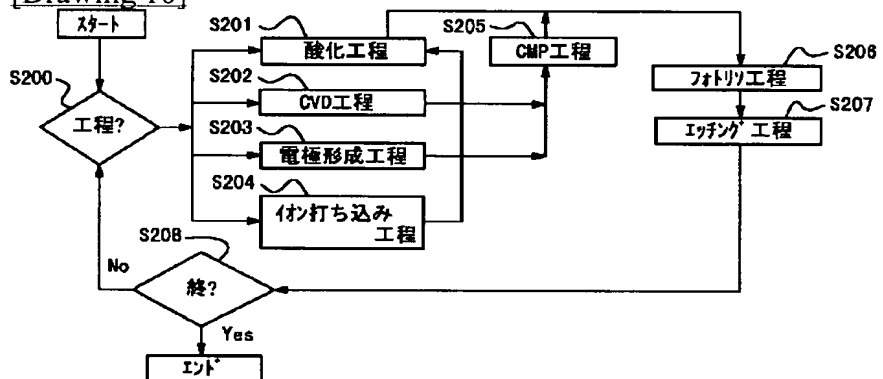 [Drawing 10]
スタート
S200
工程?
S201
酸化工程
S202
CVD工程
S203
電極形成工程
S204
イオン打ち込み
工程
S205
CMP工程
S206
フォトリソ工程
S207
エッチング工程
S208
終?
No
Yes
エンド